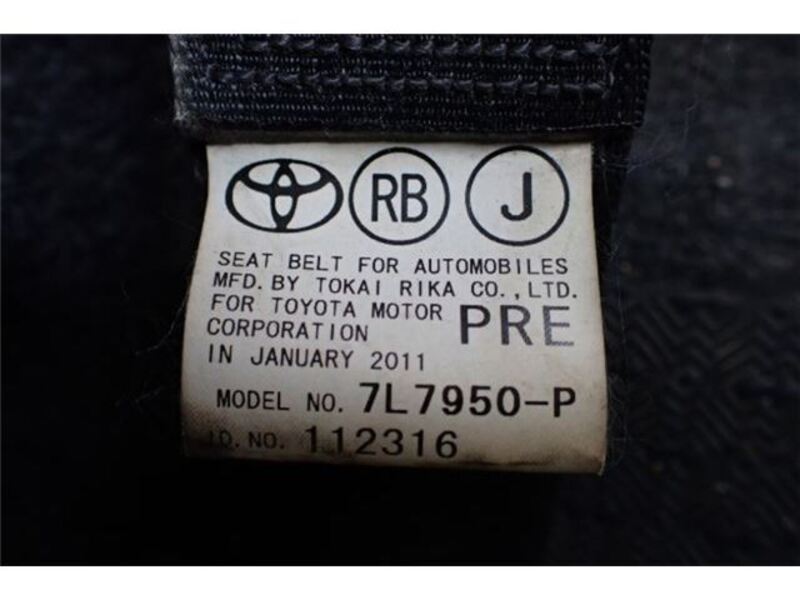 RB J
SEAT BELT FOR AUTOMOBILES
MFD. BY TOKAI RIKA CO., LTD.
FOR TOYOTA MOTOR PRE
CORPORATION
IN JANUARY 2011
MODEL NO. 7L7950-P
ID. NO. 112316